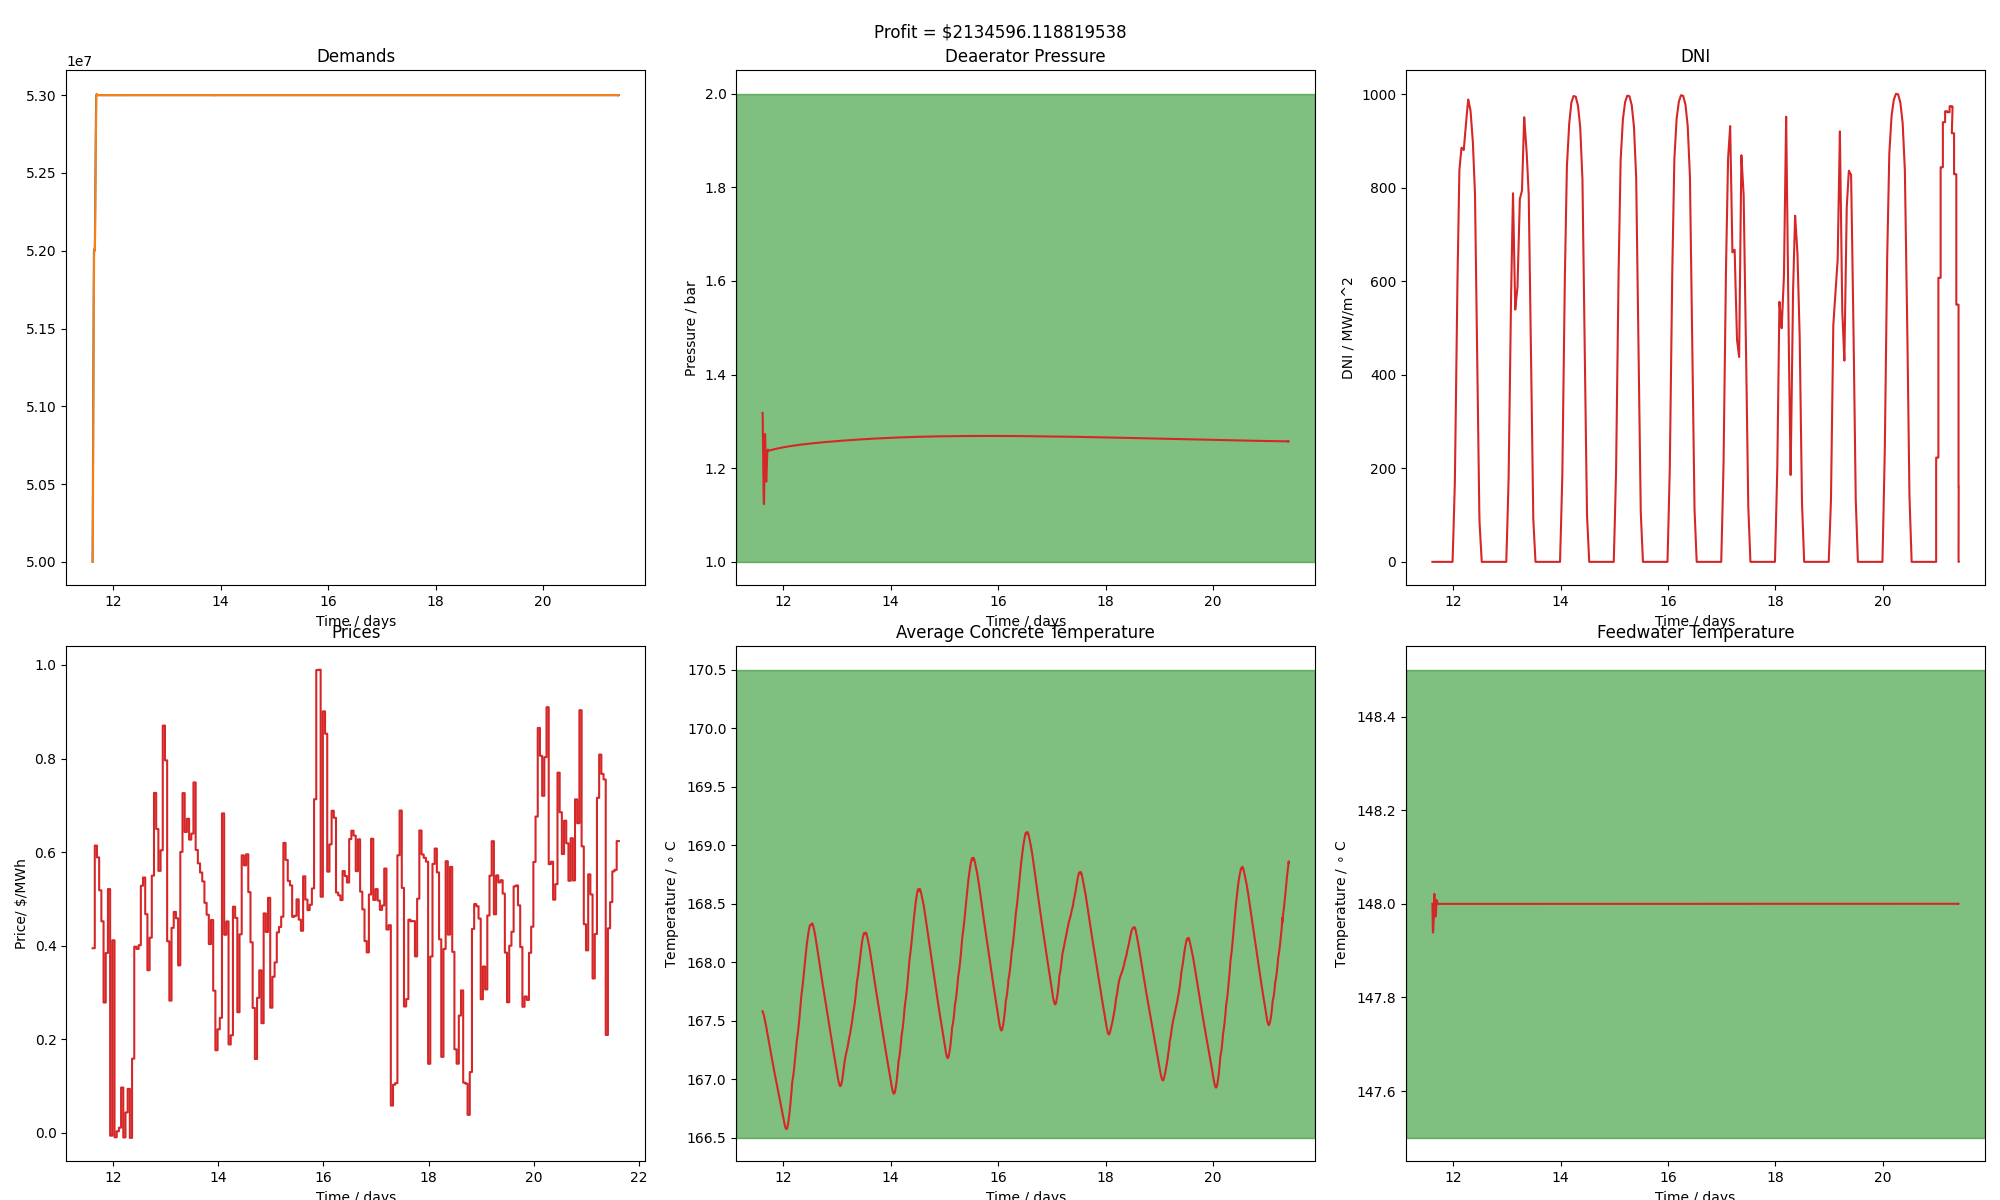 Profit = $2134596.118819538
Demands
1e7
5.30
5.25
5.20
5.15
5.10
5.05
5.00
12 14 16 18 20
Time / days
Deaerator Pressure
Pressure / bar
2.0
1.8
1.6
1.4
1.2
1.0
12 14 16 18 20
Time / days
DNI
DNI / MW/m^2
1000
800
600
400
200
0
12 14 16 18 20
Time / days
Prices
Price/ $/MWh
1.0
0.8
0.6
0.4
0.2
0.0
12 14 16 18 20 22
Time / days
Average Concrete Temperature
Temperature / ∘ C
170.5
170.0
169.5
169.0
168.5
168.0
167.5
167.0
166.5
12 14 16 18 20
Time / days
Feedwater Temperature
Temperature / ∘ C
148.4
148.2
148.0
147.8
147.6
12 14 16 18 20
Time / days